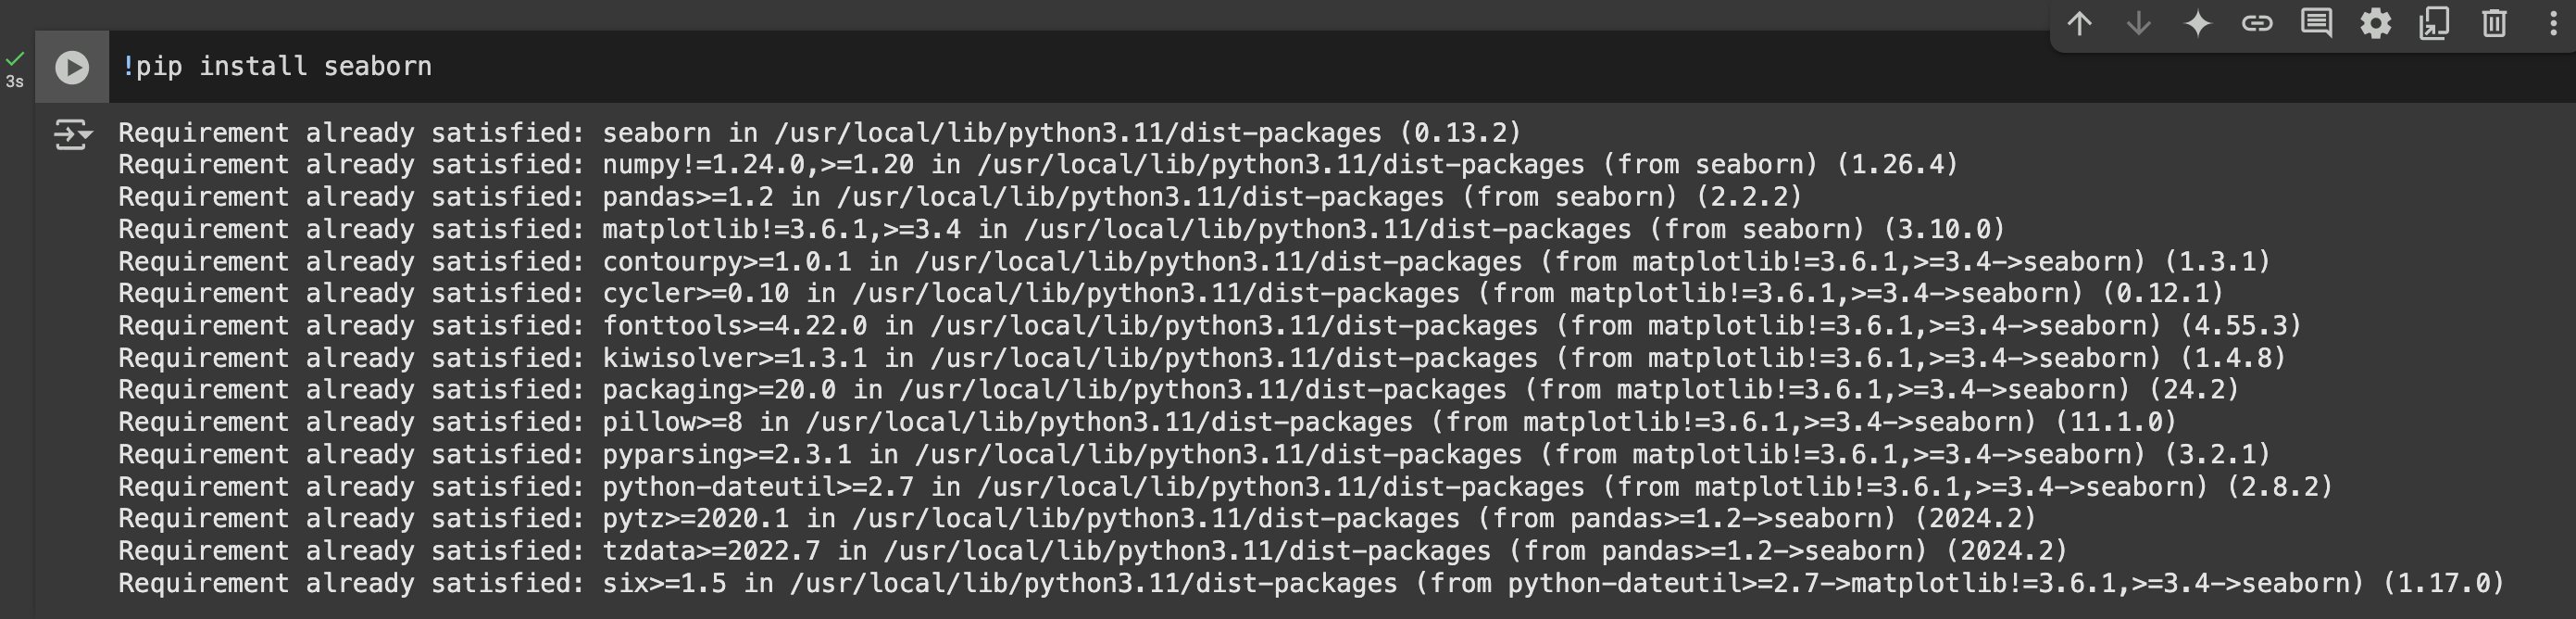 !pip install seaborn
3s
Requirement already satisfied: seaborn in /usr/local/lib/python3.11/dist-packages (0.13.2)
Requirement already satisfied: numpy!=1.24.0,>=1.20 in /usr/local/lib/python3.11/dist-packages (from seaborn) (1.26.4)
Requirement already satisfied: pandas>=1.2 in /usr/local/lib/python3.11/dist-packages (from seaborn) (2.2.2)
Requirement already satisfied: matplotlib!=3.6.1,>=3.4 in /usr/local/lib/python3.11/dist-packages (from seaborn) (3.10.0)
Requirement already satisfied: contourpy>=1.0.1 in /usr/local/lib/python3.11/dist-packages (from matplotlib!=3.6.1,>=3.4->seaborn) (1.3.1)
Requirement already satisfied: cycler>=0.10 in /usr/local/lib/python3.11/dist-packages (from matplotlib!=3.6.1,>=3.4->seaborn) (0.12.1)
Requirement already satisfied: fonttools>=4.22.0 in /usr/local/lib/python3.11/dist-packages (from matplotlib!=3.6.1,>=3.4->seaborn) (4.55.3)
Requirement already satisfied: kiwisolver>=1.3.1 in /usr/local/lib/python3.11/dist-packages (from matplotlib!=3.6.1,>=3.4->seaborn) (1.4.8)
Requirement already satisfied: packaging>=20.0 in /usr/local/lib/python3.11/dist-packages (from matplotlib!=3.6.1,>=3.4->seaborn) (24.2)
Requirement already satisfied: pillow>=8 in /usr/local/lib/python3.11/dist-packages (from matplotlib!=3.6.1,>=3.4->seaborn) (11.1.0)
Requirement already satisfied: pyparsing>=2.3.1 in /usr/local/lib/python3.11/dist-packages (from matplotlib!=3.6.1,>=3.4->seaborn) (3.2.1)
Requirement already satisfied: python-dateutil>=2.7 in /usr/local/lib/python3.11/dist-packages (from matplotlib!=3.6.1,>=3.4->seaborn) (2.8.2)
Requirement already satisfied: pytz>=2020.1 in /usr/local/lib/python3.11/dist-packages (from pandas>=1.2->seaborn) (2024.2)
Requirement already satisfied: tzdata>=2022.7 in /usr/local/lib/python3.11/dist-packages (from pandas>=1.2->seaborn) (2024.2)
Requirement already satisfied: six>=1.5 in /usr/local/lib/python3.11/dist-packages (from python-dateutil>=2.7->matplotlib!=3.6.1,>=3.4->seaborn) (1.17.0)